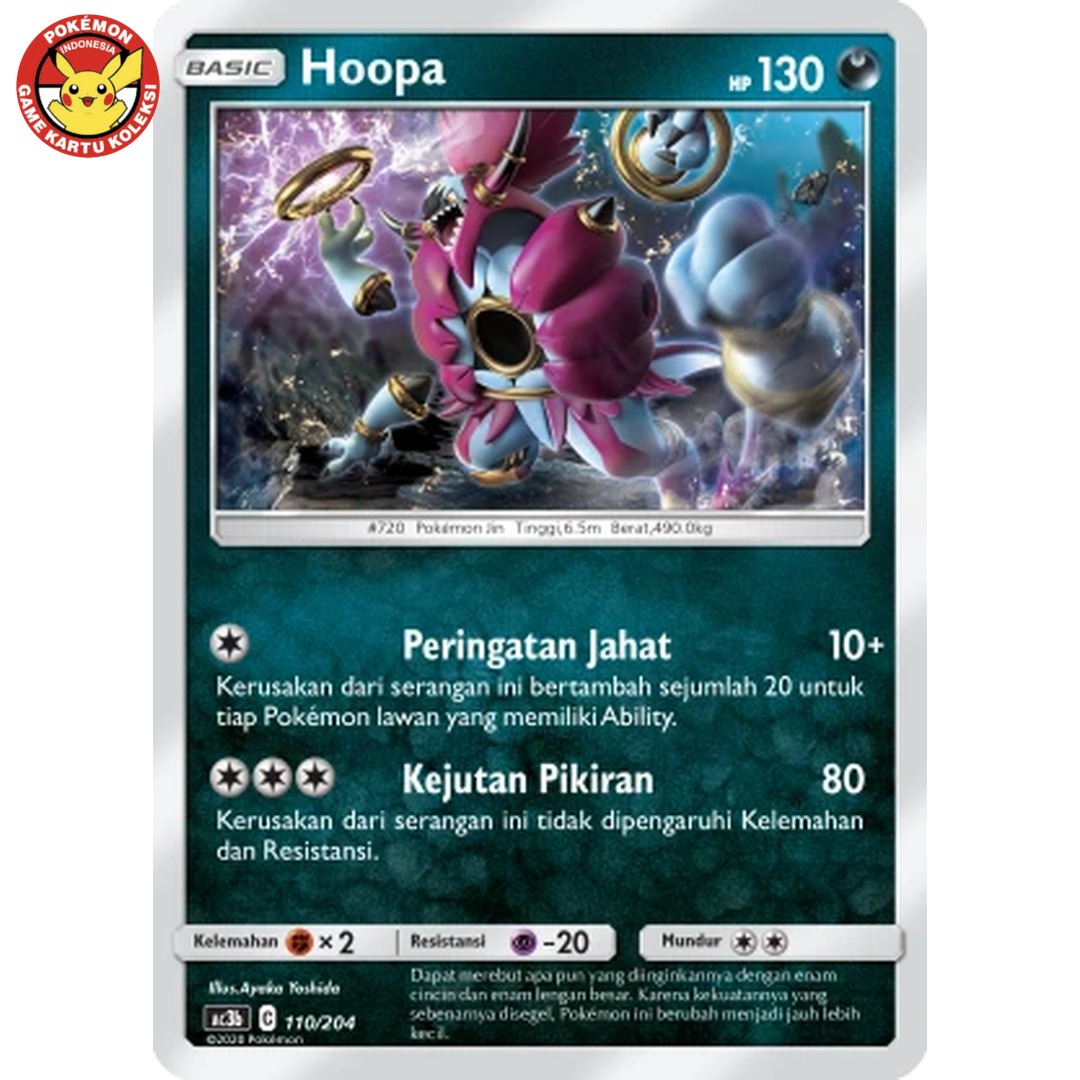 POKÉMON
INDONESIA
GAME KARTU KOLEKSI
BASIC
Hoopa
HP 130
#720 Pokémon Jin Tinggi,6.5m Berat,490.0kg
Peringatan Jahat 10+
Kerusakan dari serangan ini bertambah sejumlah 20 untuk
tiap Pokémon lawan yang memiliki Ability.
Kejutan Pikiran 80
Kerusakan dari serangan ini tidak dipengaruhi Kelemahan
dan Resistansi.
Kelemahan ×2 Resistansi -20 Mundur
Dapat merebut apa pun yang diinginkannya dengan enam
cincin dan enam lengan besar. Karena kekuatannya yang
sebenarnya disegel, Pokémon ini berubah menjadi jauh lebih
kecil.
Illus.Ayaka Yoshida
AC3b C 110/204
©2020 Pokémon